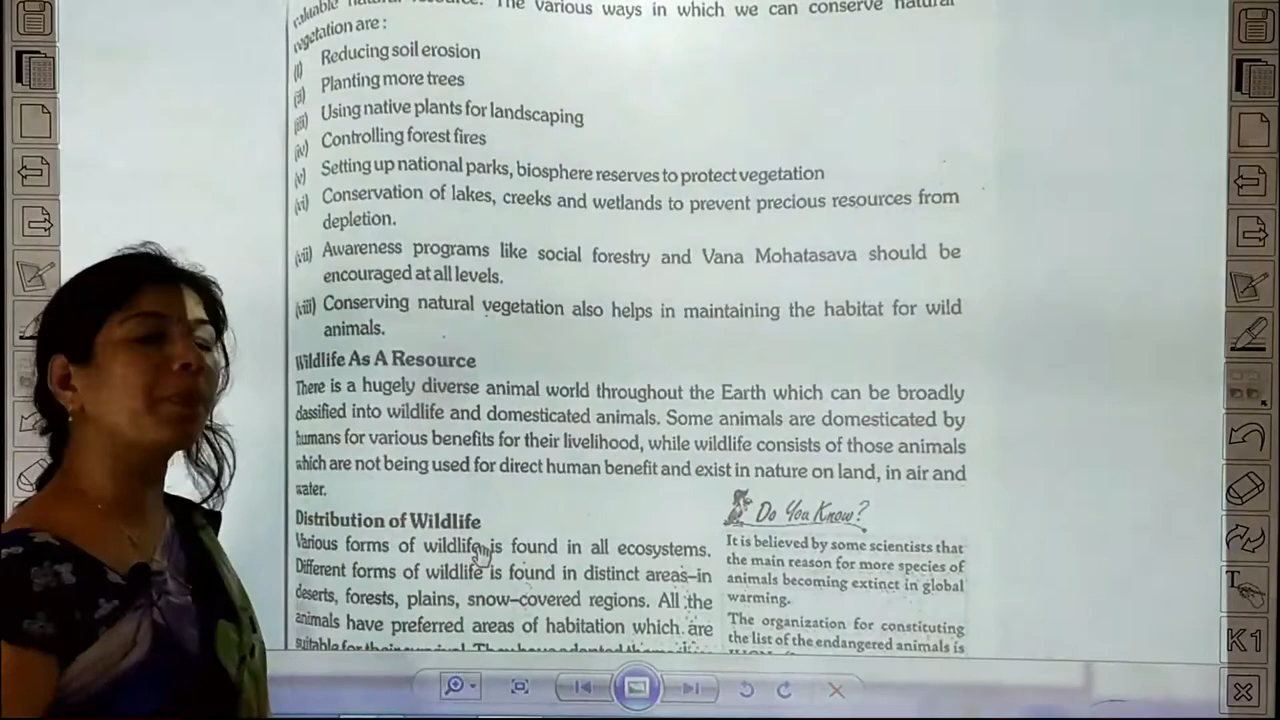 valuable natural resource. The various ways in which we can conserve natural
vegetation are :
(i) Reducing soil erosion
(ii) Planting more trees
(iii) Using native plants for landscaping
(iv) Controlling forest fires
(v) Setting up national parks, biosphere reserves to protect vegetation
(vi) Conservation of lakes, creeks and wetlands to prevent precious resources from
depletion.
(vii) Awareness programs like social forestry and Vana Mohatasava should be
encouraged at all levels.
(viii) Conserving natural vegetation also helps in maintaining the habitat for wild
animals.
Wildlife As A Resource
There is a hugely diverse animal world throughout the Earth which can be broadly
classified into wildlife and domesticated animals. Some animals are domesticated by
humans for various benefits for their livelihood, while wildlife consists of those animals
which are not being used for direct human benefit and exist in nature on land, in air and
water.
Distribution of Wildlife
Various forms of wildlife is found in all ecosystems.
Different forms of wildlife is found in distinct areas–in
deserts, forests, plains, snow–covered regions. All the
animals have preferred areas of habitation which are
suitable for their survival. They have adapted
Do You Know?
It is believed by some scientists that
the main reason for more species of
animals becoming extinct in global
warming.
The organization for constituting
the list of the endangered animals is
T
K1